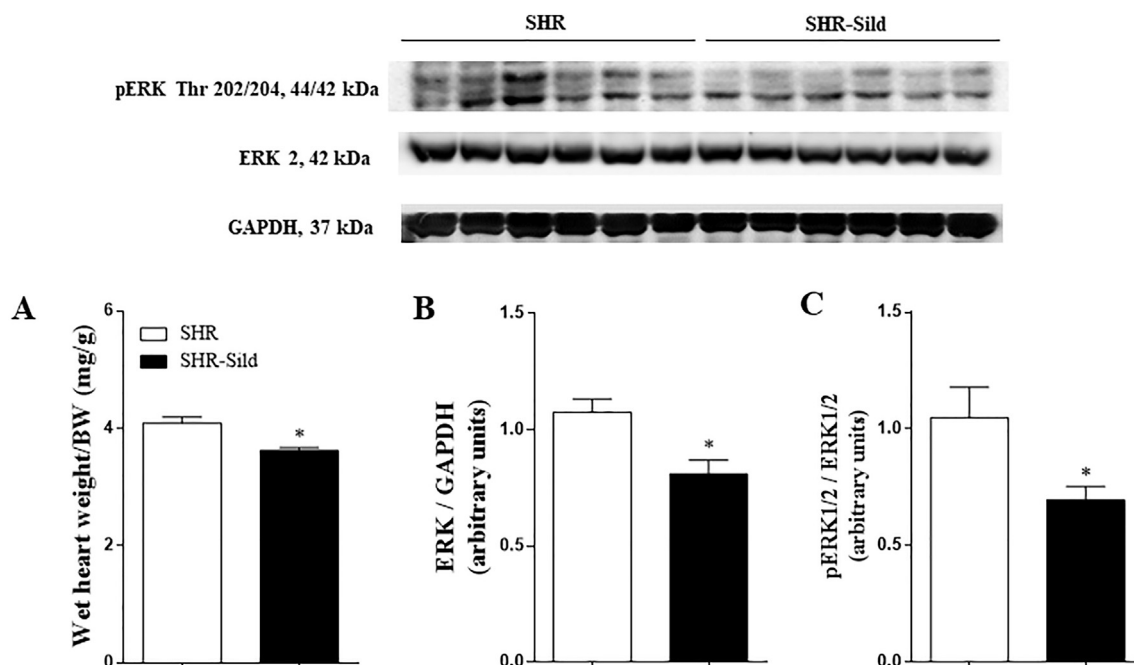 SHR SHR-Sild
pERK Thr 202/204, 44/42 kDa
ERK 2, 42 kDa
GAPDH, 37 kDa
A
Wet heart weight/BW (mg/g)
6
4
2
0
SHR
SHR-Sild
*
B
ERK / GAPDH
(arbitrary units)
1.5
1.0
0.5
0.0
*
C
pERK1/2 / ERK1/2
(arbitrary units)
1.5
1.0
0.5
0.0
*